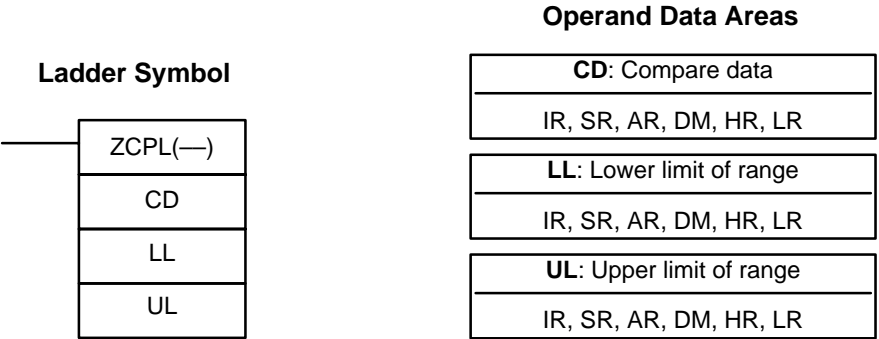 Ladder Symbol
ZCPL(––)
CD
LL
UL
Operand Data Areas
CD: Compare data
IR, SR, AR, DM, HR, LR
LL: Lower limit of range
IR, SR, AR, DM, HR, LR
UL: Upper limit of range
IR, SR, AR, DM, HR, LR